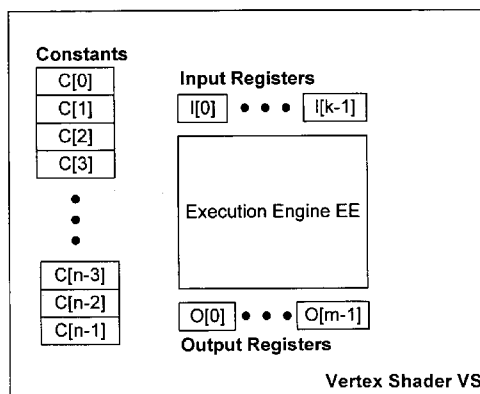 Constants
C[0]
C[1]
C[2]
C[3]
C[n-3]
C[n-2]
C[n-1]
Input Registers
I[0] • • • I[k-1]
Execution Engine EE
O[0] • • • O[m-1]
Output Registers
Vertex Shader VS